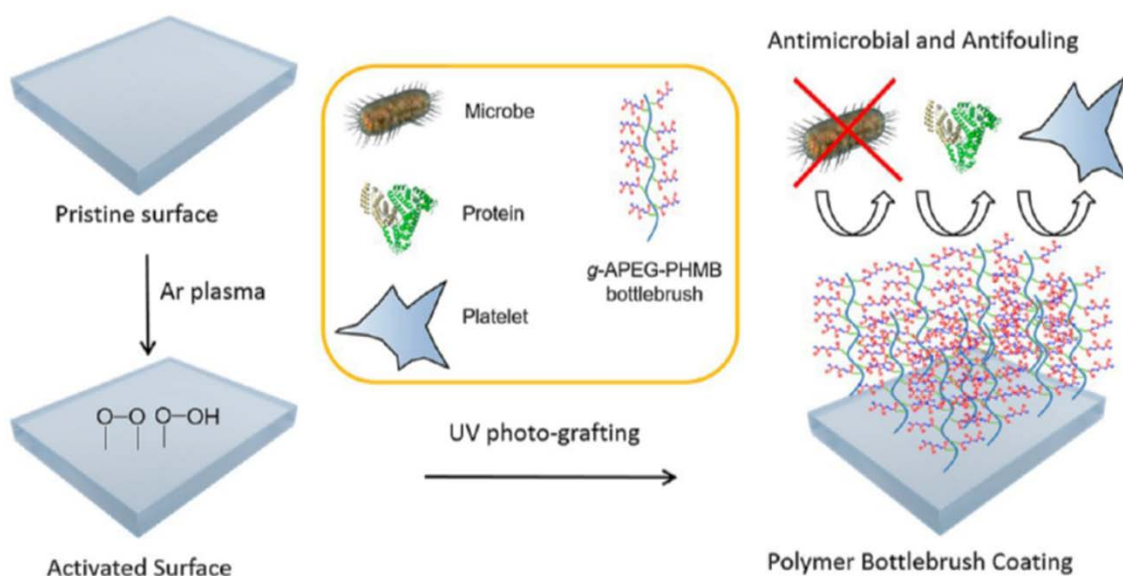 Pristine surface
Ar plasma
O–O O–OH
Activated Surface
Microbe
Protein
Platelet
g-APEG-PHMB
bottlebrush
UV photo-grafting
Antimicrobial and Antifouling
Polymer Bottlebrush Coating